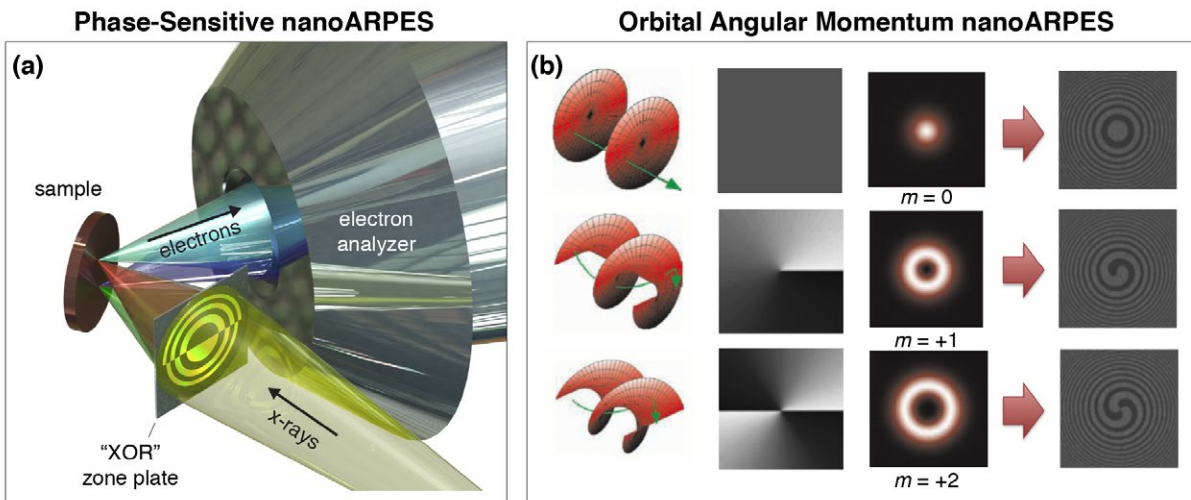 Phase-Sensitive nanoARPES
Orbital Angular Momentum nanoARPES
(a)
sample
electrons
electron
analyzer
x-rays
“XOR”
zone plate
(b)
m = 0
m = +1
m = +2